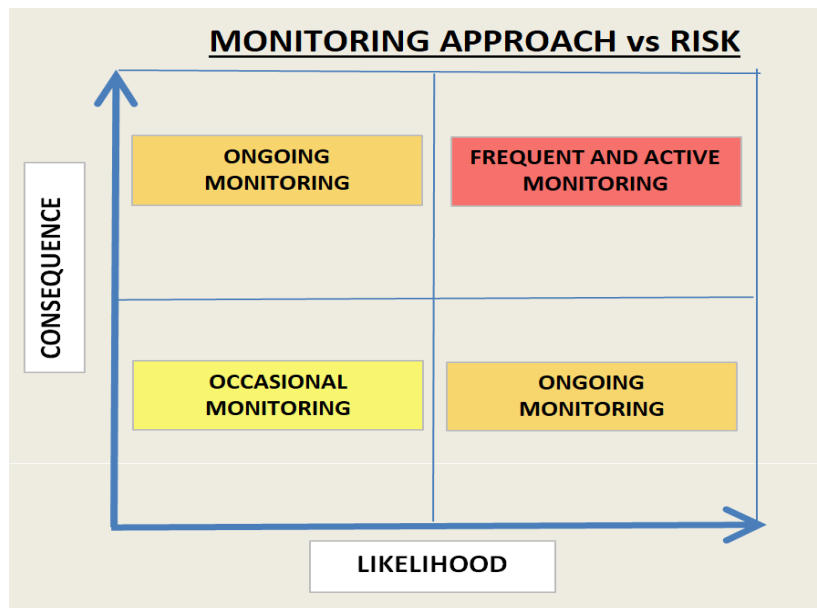 MONITORING APPROACH vs RISK
ONGOING
MONITORING
FREQUENT AND ACTIVE
MONITORING
CONSEQUENCE
OCCASIONAL
MONITORING
ONGOING
MONITORING
LIKELIHOOD